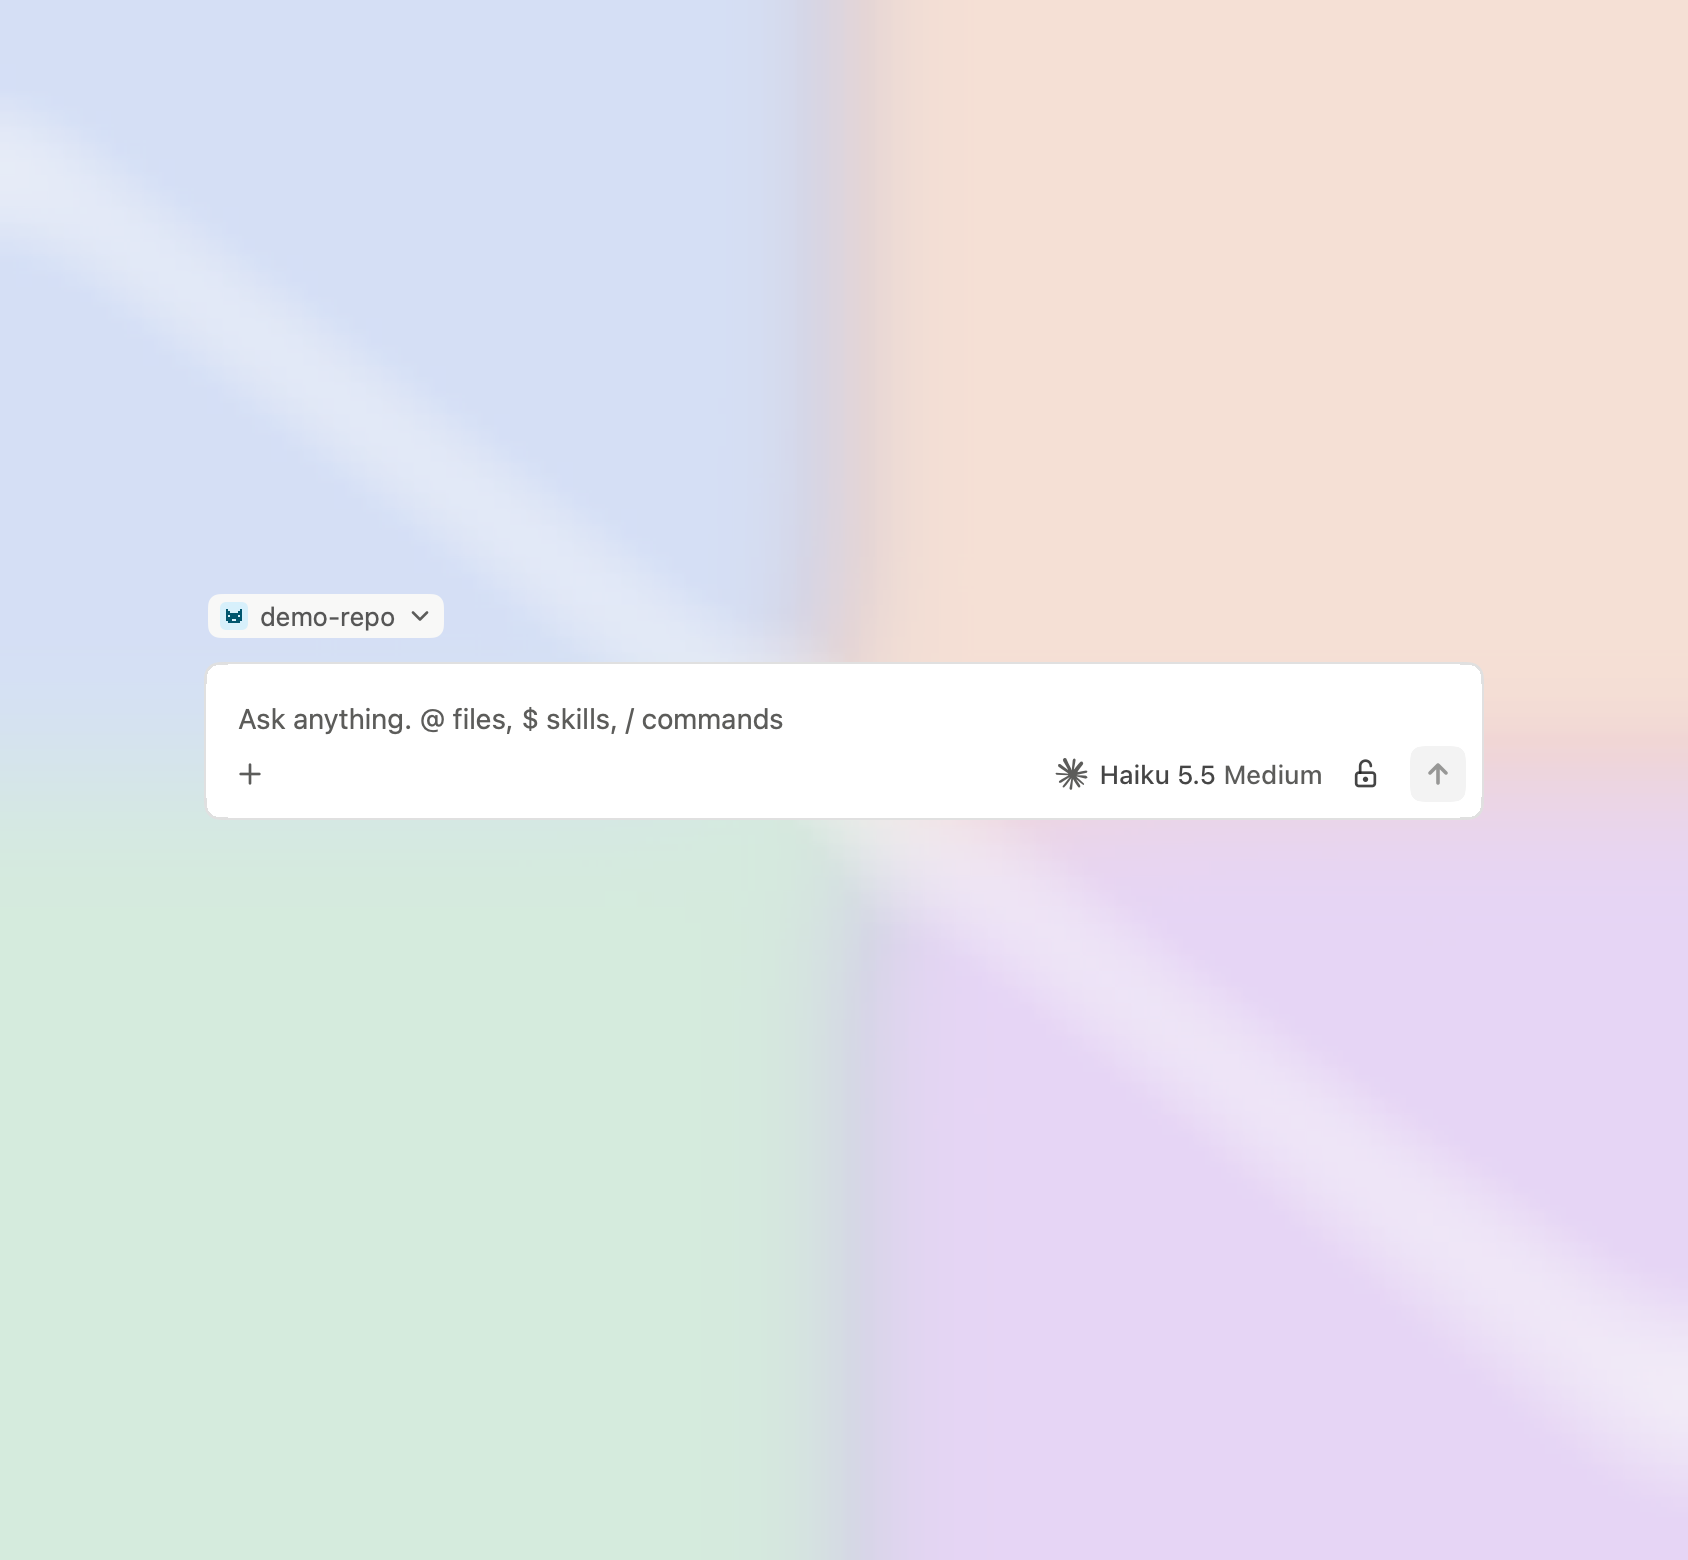 demo-repo
Ask anything. @ files, $ skills, / commands
Haiku 5.5 Medium